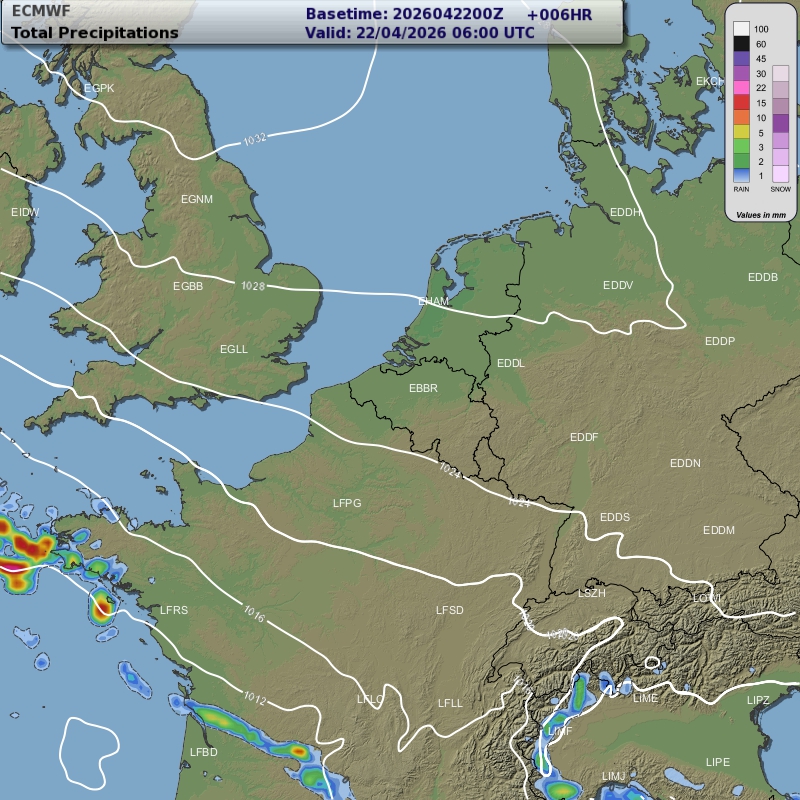 ECMWF
Total Precipitations
Basetime: 2026042200Z +006HR
Valid: 22/04/2026 06:00 UTC
100
60
45
30
22
15
10
5
3
2
1
RAIN
SNOW
Values in mm
EGPK
EKCH
1032
EGNM
EIDW
EDDH
EDDB
EGBB
1028
EDDV
EHAM
EDDP
EGLL
EDDL
EBBR
EDDF
EDDN
1024
LFPG
1024
EDDS
EDDM
LSZH
LOWI
LFRS
LFSD
1016
1012
LFLC
LFLL
LIME
LIPZ
LIMF
LFBD
LIPE
LIMJ